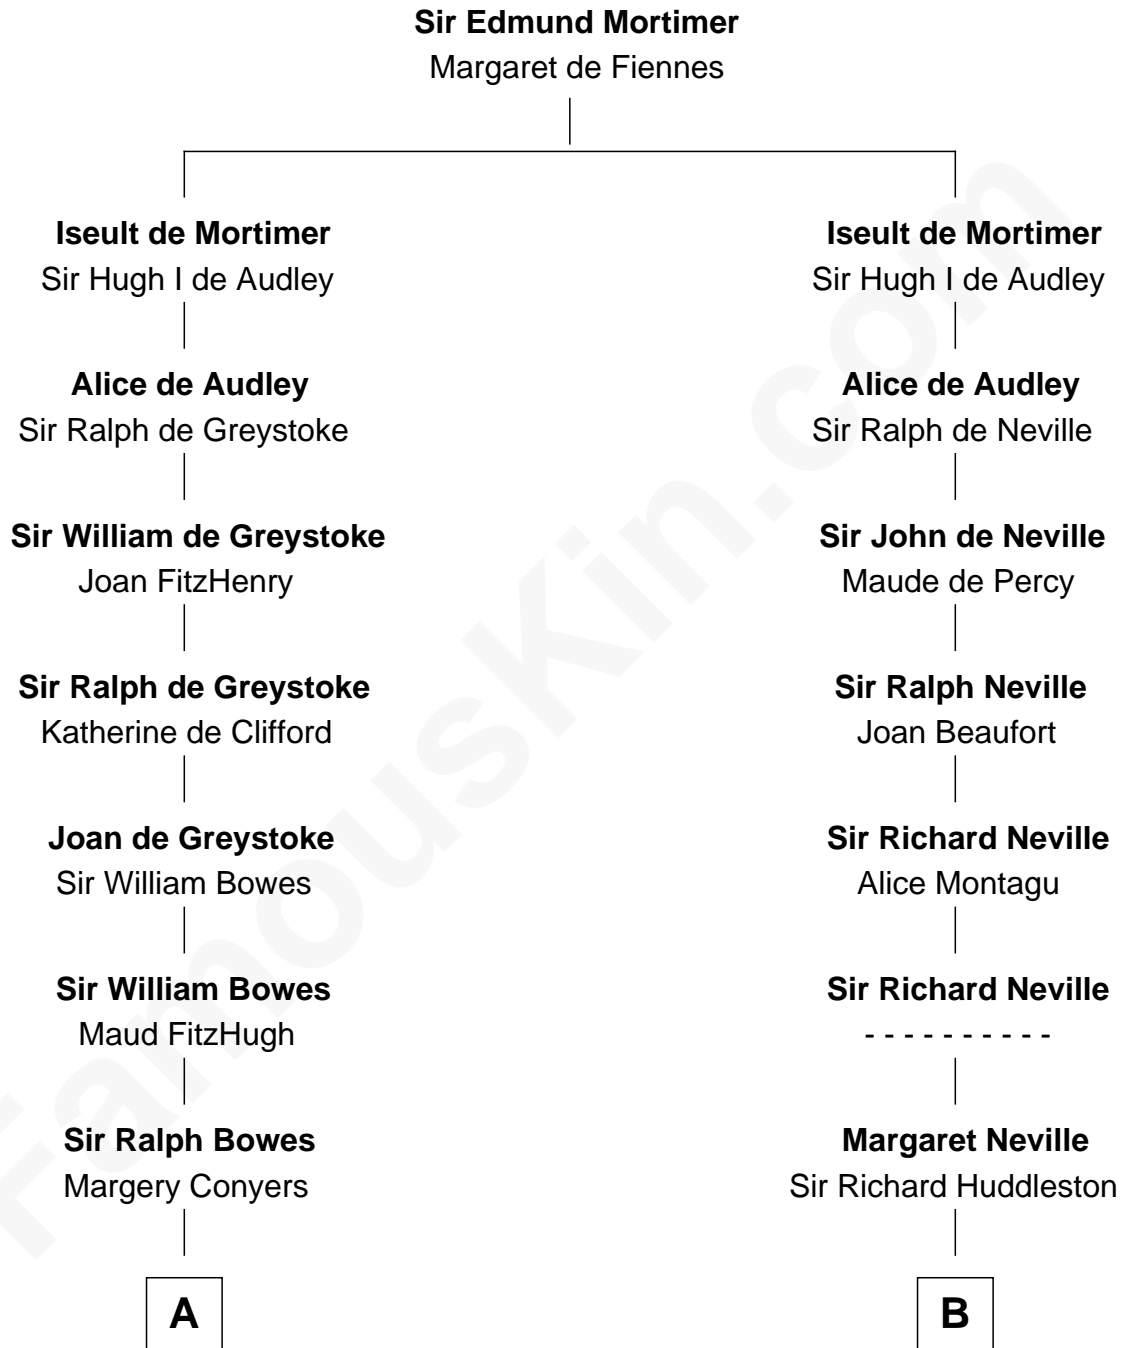 Sir Edmund Mortimer
Margaret de Fiennes
Iseult de Mortimer
Sir Hugh I de Audley
Iseult de Mortimer
Sir Hugh I de Audley
Alice de Audley
Sir Ralph de Greystoke
Alice de Audley
Sir Ralph de Neville
Sir William de Greystoke
Joan FitzHenry
Sir John de Neville
Maude de Percy
Sir Ralph de Greystoke
Katherine de Clifford
Sir Ralph Neville
Joan Beaufort
Joan de Greystoke
Sir William Bowes
Sir Richard Neville
Alice Montagu
Sir William Bowes
Maud FitzHugh
Sir Richard Neville
- - - - - - - - - -
Sir Ralph Bowes
Margery Conyers
Margaret Neville
Sir Richard Huddleston
A
B
FamousKin.com